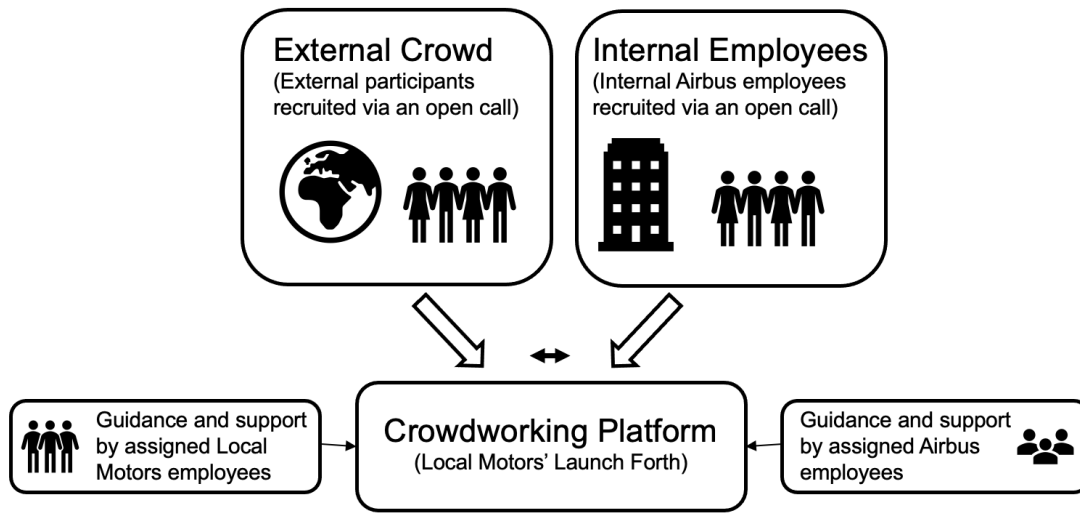 External Crowd
(External participants
recruited via an open call)
Internal Employees
(Internal Airbus employees
recruited via an open call)
Guidance and support
by assigned Local
Motors employees
Crowdworking Platform
(Local Motors' Launch Forth)
Guidance and support
by assigned Airbus
employees